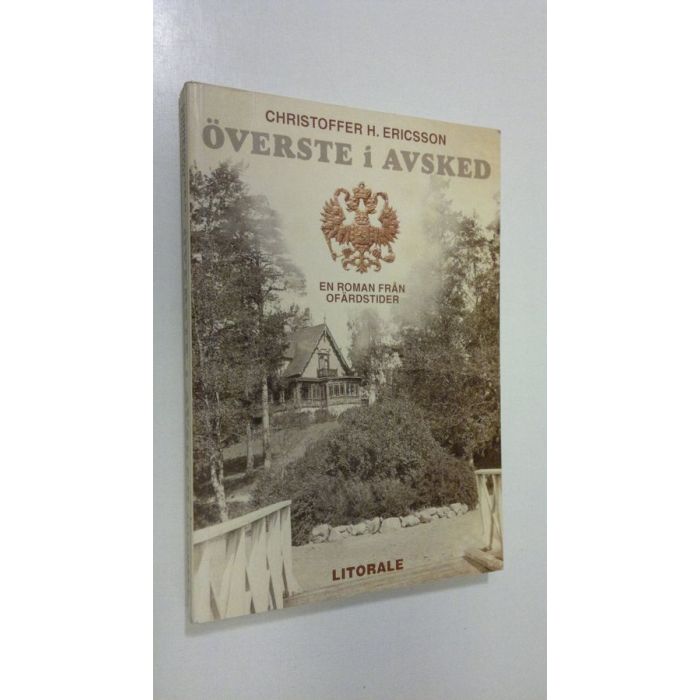 CHRISTOFFER H. ERICSSON
ÖVERSTE i AVSKED
EN ROMAN FRÅN
OFÄRDSTIDER
LITORALE